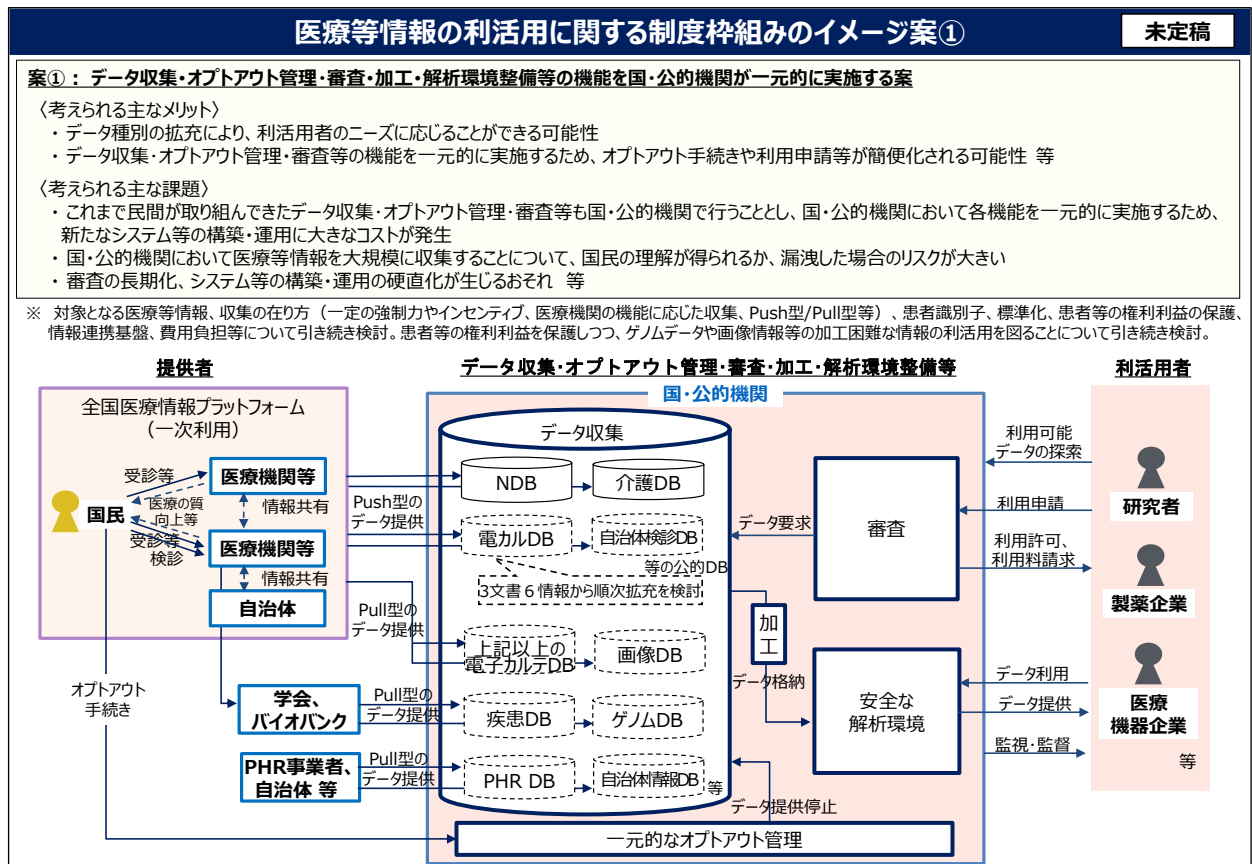 医療等情報の利活用に関する制度枠組みのイメージ案①
未定稿
案①：データ収集・オプトアウト管理・審査・加工・解析環境整備等の機能を国・公的機関が一元的に実施する案
〈考えられる主なメリット〉
・データ種別の拡充により、利活用者のニーズに応じることができる可能性
・データ収集・オプトアウト管理・審査等の機能を一元的に実施するため、オプトアウト手続きや利用申請等が簡便化される可能性 等
〈考えられる主な課題〉
・これまで民間が取り組んできたデータ収集・オプトアウト管理・審査等も国・公的機関で行うこととし、国・公的機関において各機能を一元的に実施するため、
新たなシステム等の構築・運用に大きなコストが発生
・国・公的機関において医療等情報を大規模に収集することについて、国民の理解が得られるか、漏洩した場合のリスクが大きい
・審査の長期化、システム等の構築・運用の硬直化が生じるおそれ 等
※ 対象となる医療等情報、収集の在り方（一定の強制力やインセンティブ、医療機関の機能に応じた収集、Push型/Pull型等）、患者識別子、標準化、患者等の権利利益の保護、
情報連携基盤、費用負担等について引き続き検討。患者等の権利利益を保護しつつ、ゲノムデータや画像情報等の加工困難な情報の利活用を図ることについて引き続き検討。
提供者
データ収集・オプトアウト管理・審査・加工・解析環境整備等
利活用者
全国医療情報プラットフォーム
（一次利用）
国民
受診等
医療の質
向上等
受診等
検診
医療機関等
情報共有
医療機関等
情報共有
自治体
オプトアウト
手続き
学会、
バイオバンク
PHR事業者、
自治体 等
Push型の
データ提供
Pull型の
データ提供
Pull型の
データ提供
Pull型の
データ提供
国・公的機関
データ収集
NDB
介護DB
電カルDB
自治体検診DB
等の公的DB
3文書６情報から順次拡充を検討
上記以上の
電子カルテDB
画像DB
疾患DB
ゲノムDB
PHR DB
自治体情報DB
等
データ要求
加工
データ格納
データ提供停止
一元的なオプトアウト管理
審査
安全な
解析環境
利用可能
データの探索
利用申請
利用許可、
利用料請求
データ利用
データ提供
監視・監督
研究者
製薬企業
医療
機器企業
等